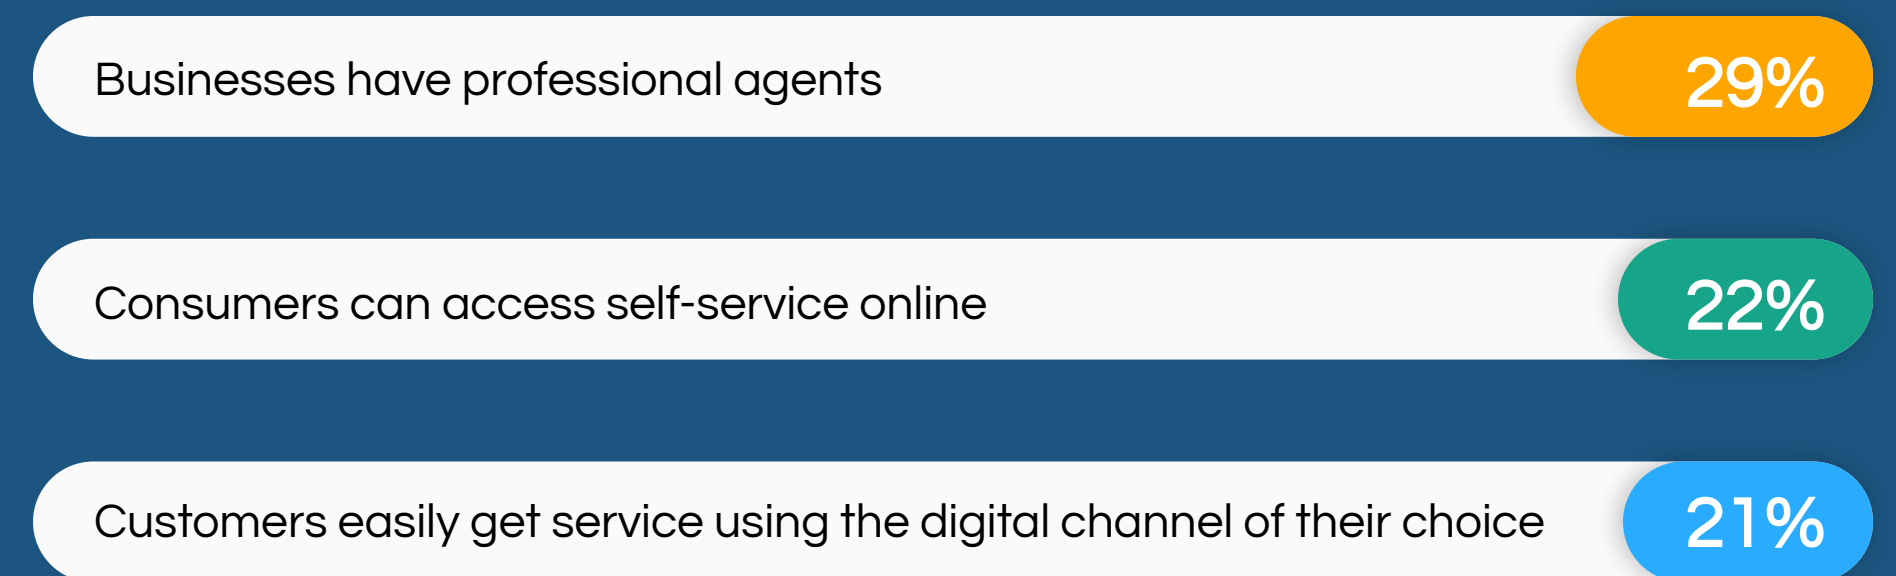 Businesses have professional agents 29%
Consumers can access self-service online 22%
Customers easily get service using the digital channel of their choice 21%